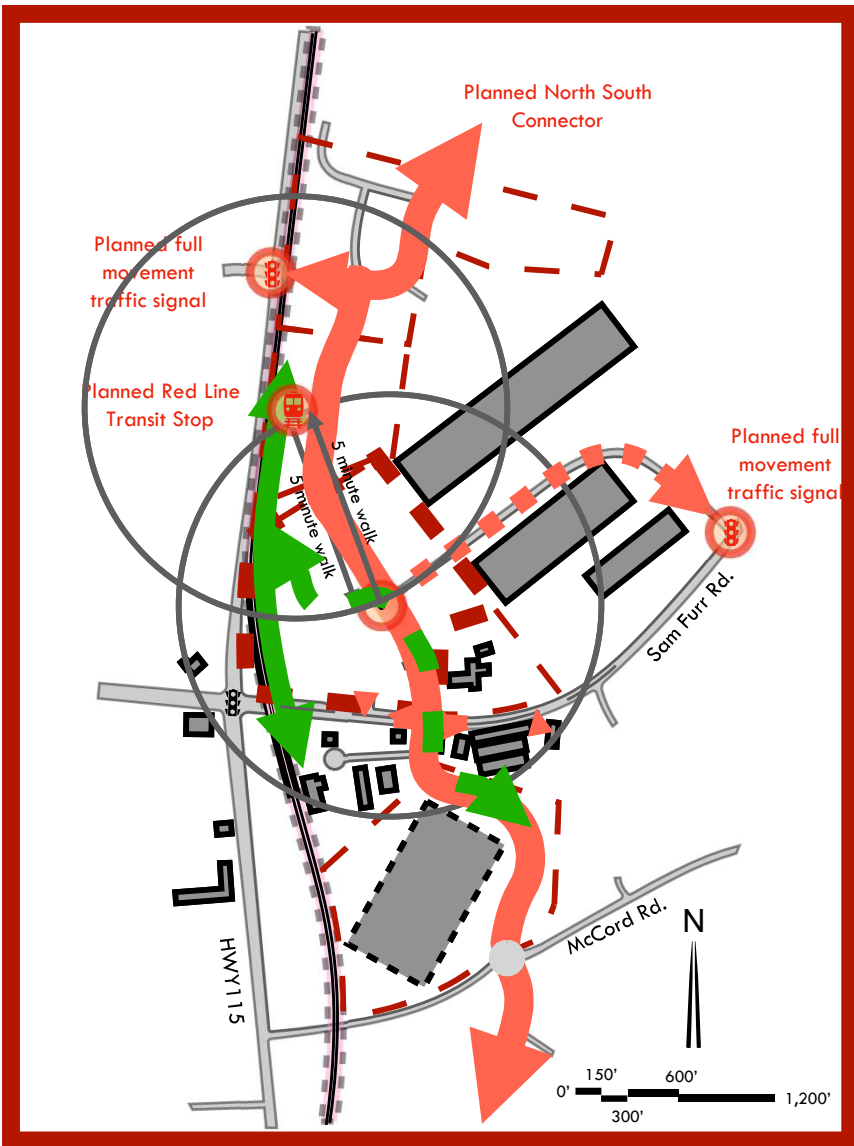 Planned North South
Connector
Planned full
movement
traffic signal
Planned Red Line
Transit Stop
5 minute walk
5 minute walk
Planned full
movement
traffic signal
Sam Furr Rd.
McCord Rd.
HWY115
N
0' 150' 300' 600' 1,200'